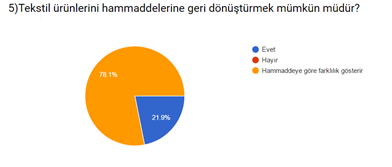 5)Tekstil ürünlerini hammaddelerine geri dönüştürmek mümkün müdür?
Evet
Hayır
Hammaddeye göre farklılık gösterir
78.1%
21.9%